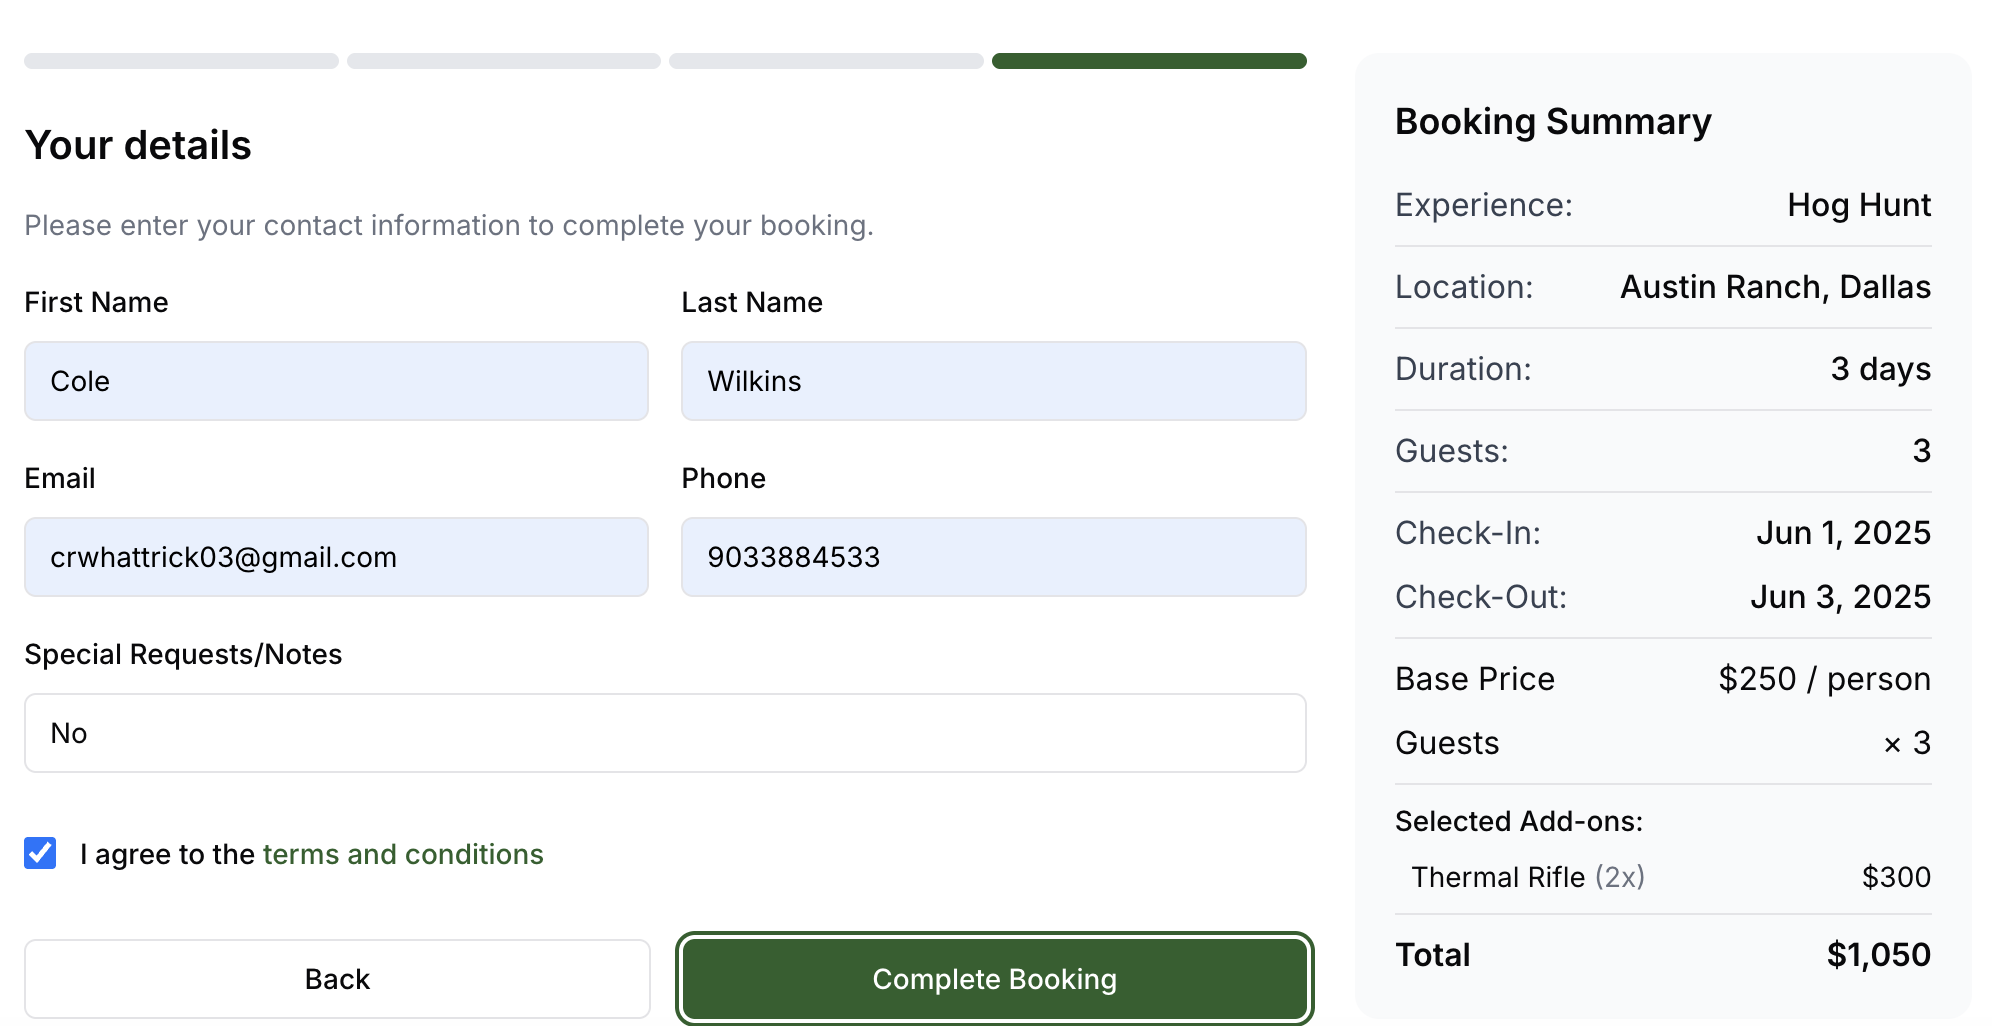 Your details
Please enter your contact information to complete your booking.
First Name
Last Name
Cole
Wilkins
Email
Phone
crwhattrick03@gmail.com
9033884533
Special Requests/Notes
No
I agree to the terms and conditions
Back
Complete Booking
Booking Summary
Experience: Hog Hunt
Location: Austin Ranch, Dallas
Duration: 3 days
Guests: 3
Check-In: Jun 1, 2025
Check-Out: Jun 3, 2025
Base Price $250 / person
Guests × 3
Selected Add-ons:
Thermal Rifle (2x) $300
Total $1,050